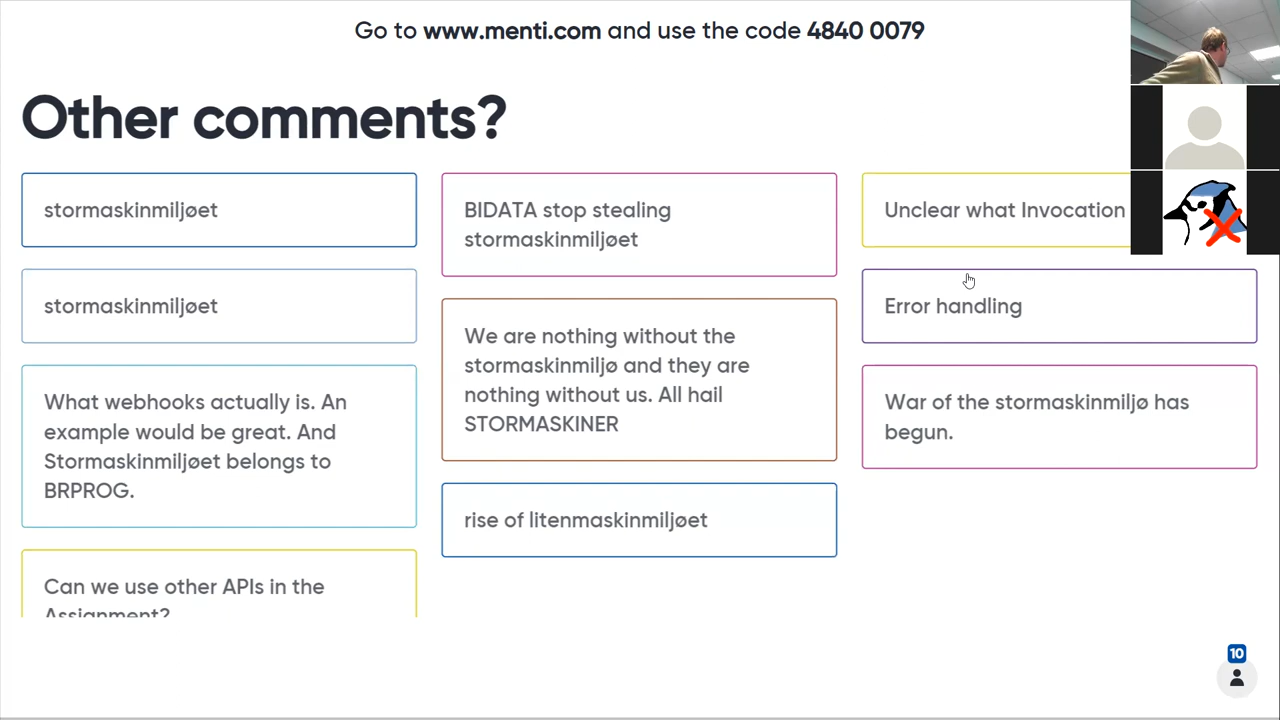 Go to www.menti.com and use the code 4840 0079
Other comments?
stormaskinmiljøet
stormaskinmiljøet
What webhooks actually is. An
example would be great. And
Stormaskinmiljøet belongs to
BRPROG.
Can we use other APIs in the
Assignment?
BIDATA stop stealing
stormaskinmiljøet
We are nothing without the
stormaskinmiljø and they are
nothing without us. All hail
STORMASKINER
rise of litenmaskinmiljøet
Unclear what Invocation
Error handling
War of the stormaskinmiljø has
begun.
10